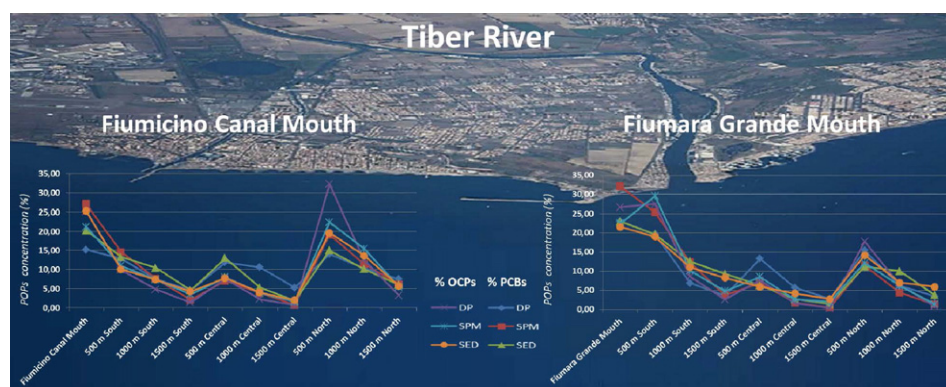 Tiber River
Fiumicino Canal Mouth
Fiumara Grande Mouth
POPs concentration (%)
35,00
30,00
25,00
20,00
15,00
10,00
5,00
0,00
Fiumicino Canal Mouth
500 m South
1000 m South
1500 m South
500 m Central
1000 m Central
1500 m Central
500 m North
1000 m North
1500 m North
% OCPs % PCBs
DP DP
SPM SPM
SED SED
POPs concentration (%)
35,00
30,00
25,00
20,00
15,00
10,00
5,00
0,00
Fiumara Grande Mouth
500 m South
1000 m South
1500 m South
500 m Central
1000 m Central
1500 m Central
500 m North
1000 m North
1500 m North